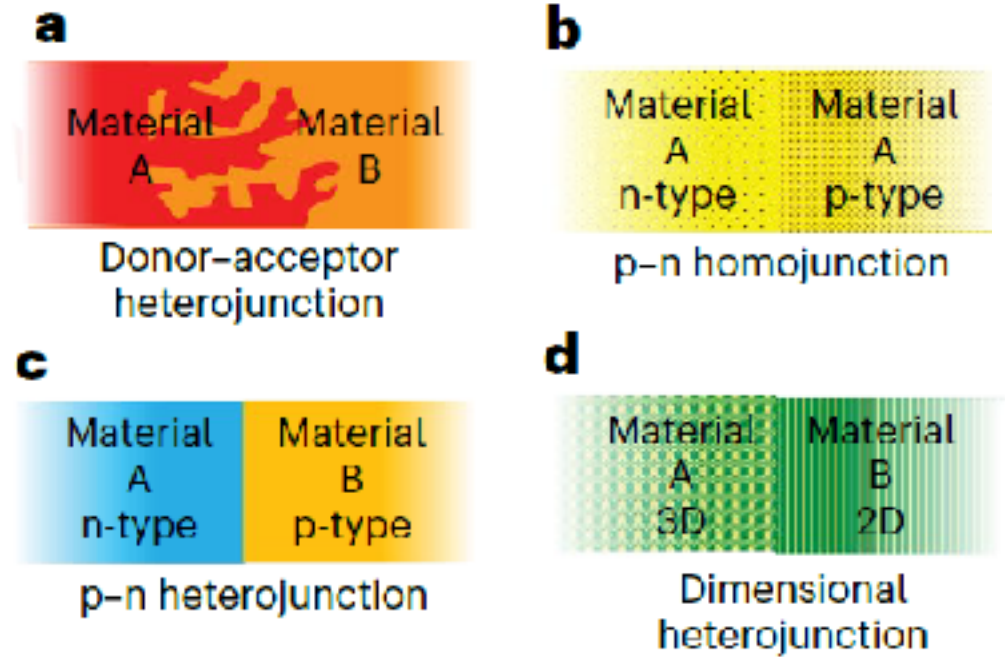 a
Material
A
Material
B
Donor–acceptor
heterojunction
b
Material
A
n-type
Material
A
p-type
p–n homojunction
c
Material
A
n-type
Material
B
p-type
p–n heterojunction
d
Material
A
3D
Material
B
2D
Dimensional
heterojunction